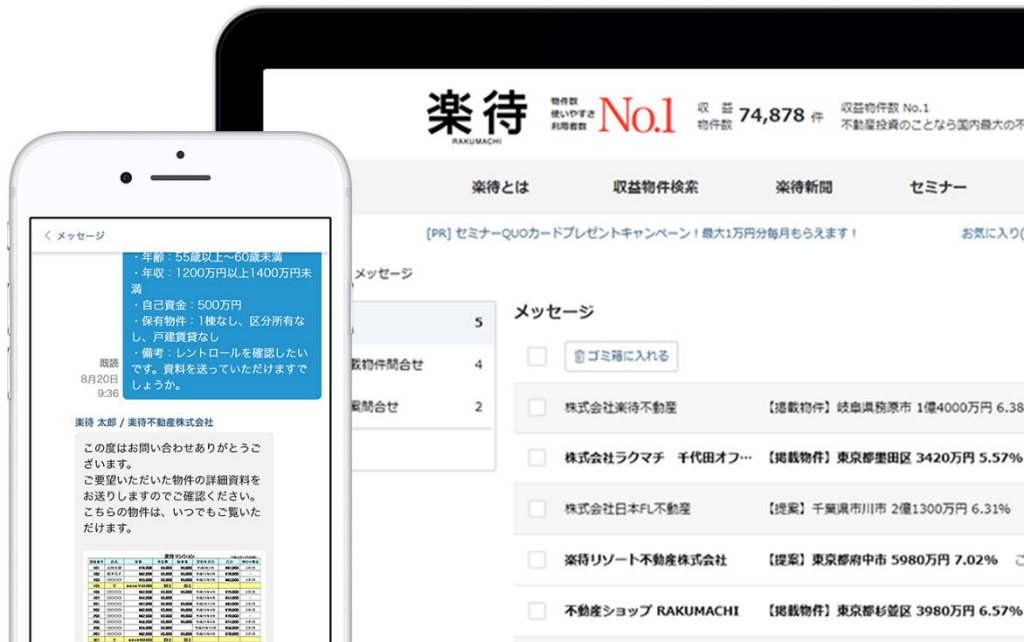 楽待
RAKUMACHI
物件数
使いやすさ
利用者数
No.1
収益
物件数
74,878 件
収益物件数 No.1
不動産投資のことなら国内最大の不
楽待とは
収益物件検索
楽待新聞
セミナー
[PR] セミナーQUOカードプレゼントキャンペーン！最大1万円分毎月もらえます！
お気に入り(
メッセージ
5
載物件問合せ 4
問合せ 2
メッセージ
ゴミ箱に入れる
株式会社楽待不動産 【掲載物件】岐阜県務原市 1億4000万円 6.38
株式会社ラクマチ 千代田オフ… 【掲載物件】東京都墨田区 3420万円 5.57%
株式会社日本FL不動産 【提案】千葉県市川市 2億1300万円 6.31%
楽待リゾート不動産株式会社 【提案】東京都府中市 5980万円 7.02% こ
不動産ショップ RAKUMACHI 【掲載物件】東京都杉並区 3980万円 6.57%
メッセージ
・年齢：55歳以上～60歳未満
・年収：1200万円以上1400万円未
満
・自己資金：500万円
・保有物件：1棟なし、区分所有な
し、戸建賃貸なし
・備考：レントロールを確認したい
です。資料を送っていただけますで
しょうか。
既読
8月20日
9:36
楽待 太郎 / 楽待不動産株式会社
この度はお問い合わせありがとうご
ざいます。
ご要望いただいた物件の詳細資料を
お送りしますのでご確認ください。
こちらの物件は、いつでもご覧いた
だけます。
楽待マンション